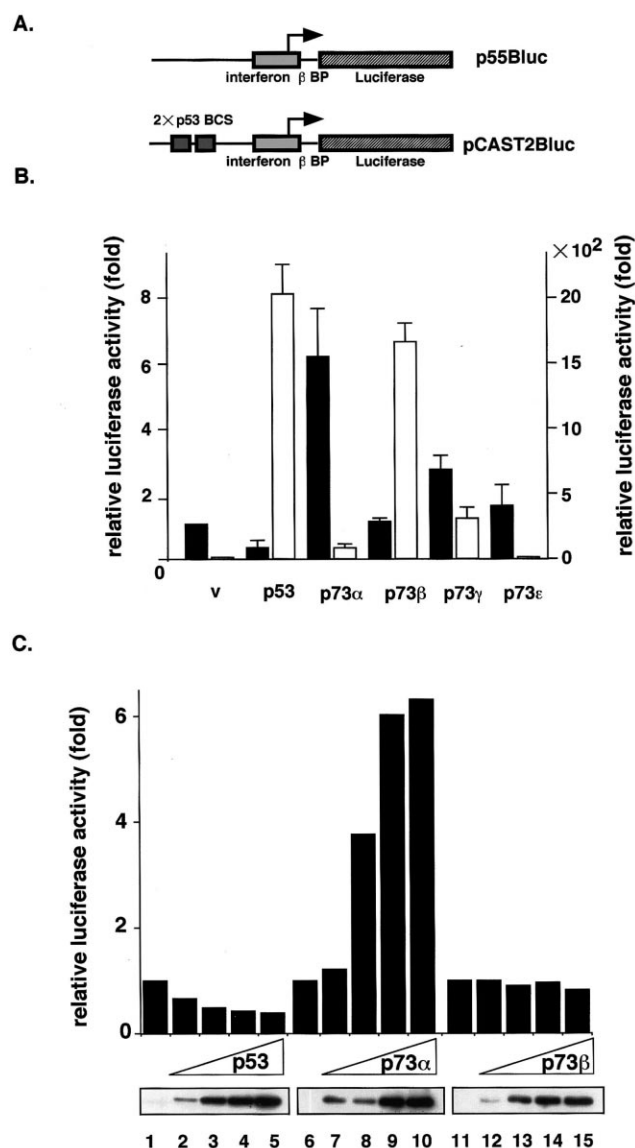 A.
p55Bluc
interferon β BP Luciferase
2× p53 BCS
pCAST2Bluc
interferon β BP Luciferase
B.
relative luciferase activity (fold)
8
6
4
2
0
×10²
20
15
10
5
0
relative luciferase activity (fold)
v p53 p73α p73β p73γ p73ε
C.
relative luciferase activity (fold)
6
4
2
0
p53 p73α p73β
1 2 3 4 5 6 7 8 9 10 11 12 13 14 15